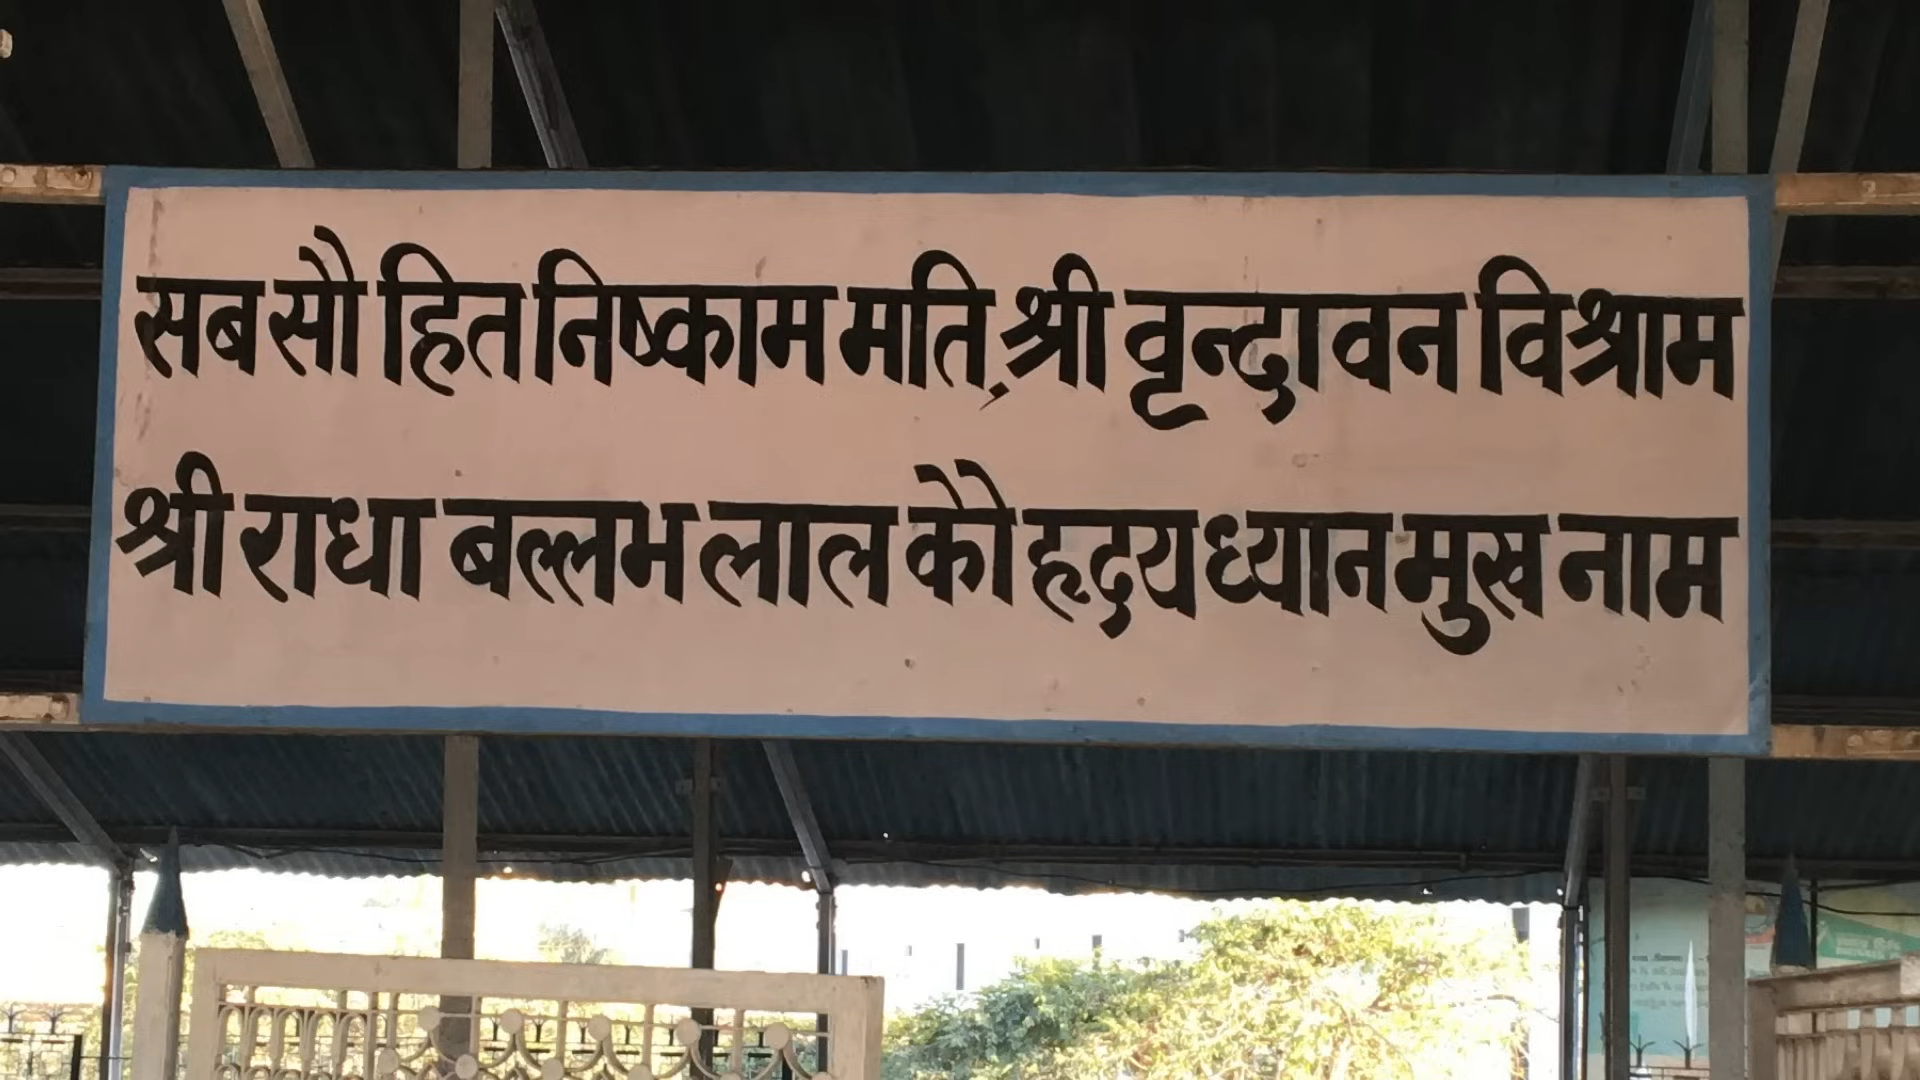 सब सौ हित निष्काम मति, श्री वृन्दावन विश्राम
श्री राधा बल्लभ लाल कौ हृदय ध्यान मुख नाम